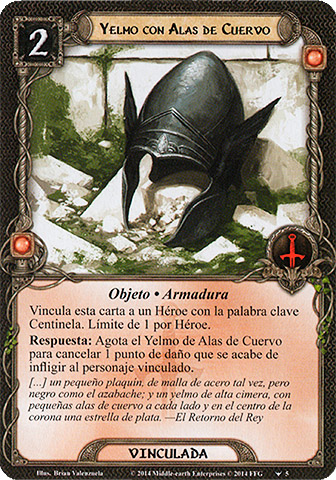 2
Yelmo con Alas de Cuervo
Objeto • Armadura
Vincula esta carta a un Héroe con la palabra clave
Centinela. Límite de 1 por Héroe.
Respuesta: Agota el Yelmo de Alas de Cuervo
para cancelar 1 punto de daño que se acabe de
infligir al personaje vinculado.
[...] un pequeño plaquín, de malla de acero tal vez, pero
negro como el azabache; y un yelmo de alta cimera, con
pequeñas alas de cuervo a cada lado y en el centro de la
corona una estrella de plata. —El Retorno del Rey
Vinculada
Illus. Brian Valenzuela © 2014 Middle-earth Enterprises © 2014 FFG 5